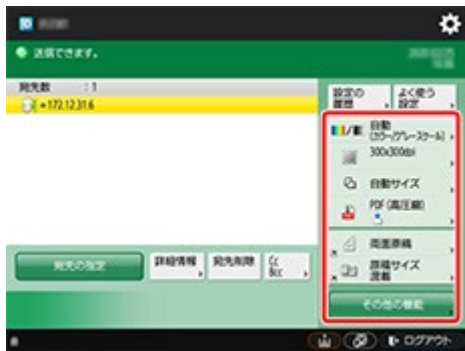 送信できます。
宛先数 :1
172.12.31.6
設定の
履歴
よく使う
設定
自動
(カラー/グレースケール)
300x300dpi
自動サイズ
PDF (高圧縮)
両面原稿
原稿サイズ
混載
その他の機能
宛先の指定
詳細情報
宛先削除
Cc
Bcc
ログアウト